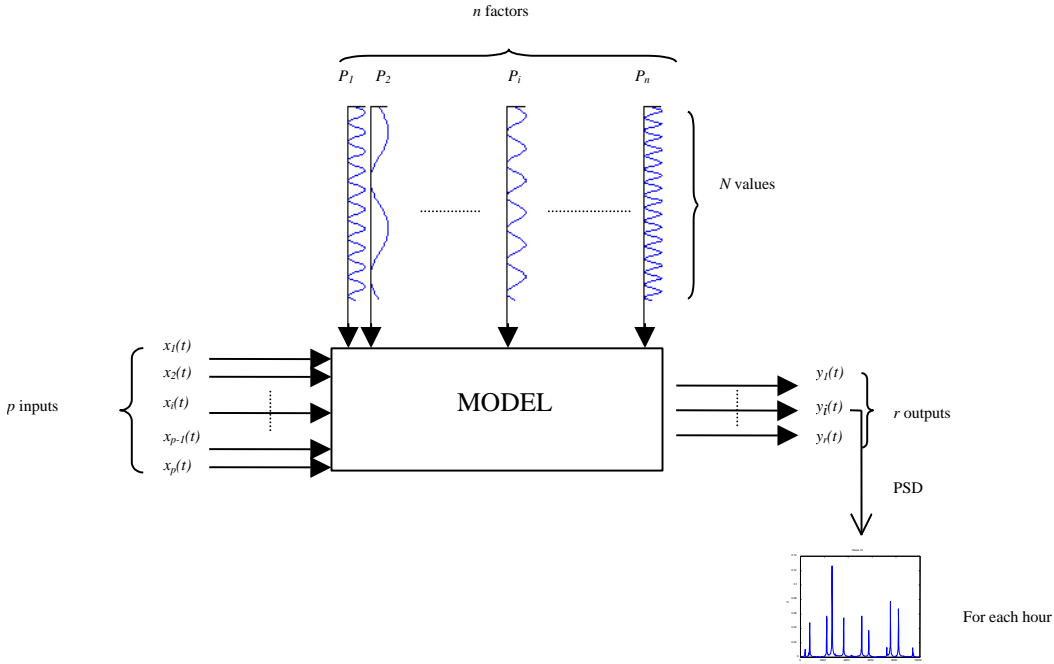 n factors
P1 P2 Pi Pn
N values
x1(t)
x2(t)
p inputs
xi(t)
xp-1(t)
xp(t)
MODEL
y1(t)
yi(t)
r outputs
yr(t)
PSD
For each hour